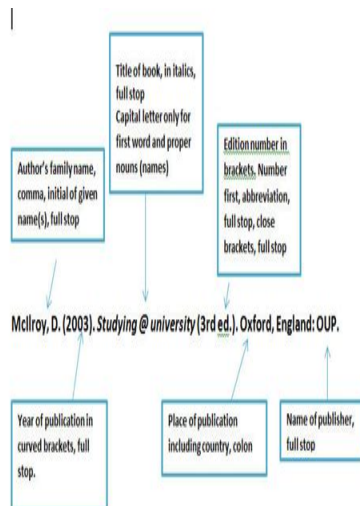 Title of book, in italics,
full stop
Capital letter only for
first word and proper
nouns (names)
Edition number in
brackets. Number
first, abbreviation,
full stop, close
brackets, full stop
Author's family name,
comma, initial of given
name(s), full stop
McIlroy, D. (2003). Studying @ university (3rd ed.). Oxford, England: OUP.
Year of publication in
curved brackets, full
stop.
Place of publication
including country, colon
Name of publisher,
full stop